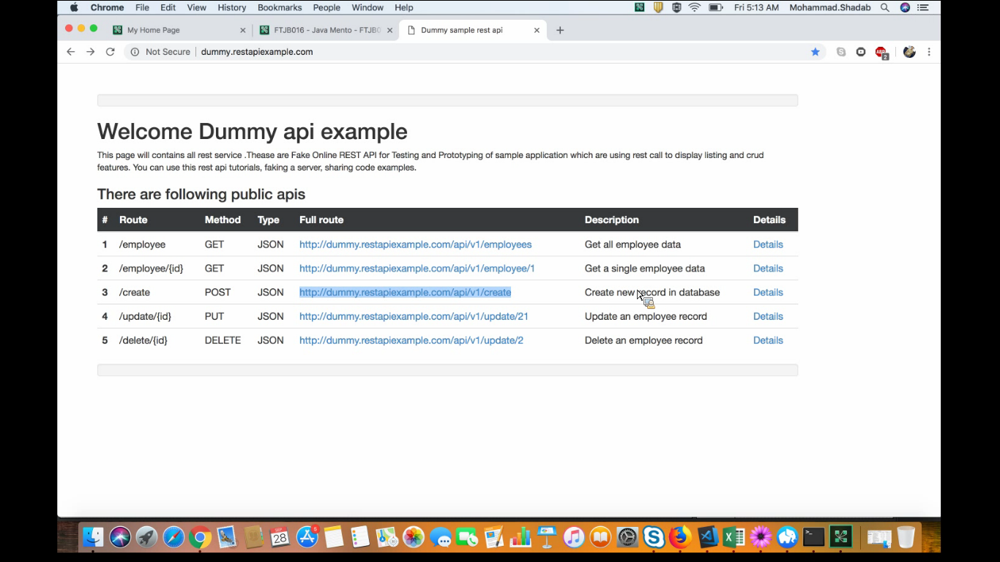 Chrome File Edit View History Bookmarks People Window Help Fri 5:13 AM Mohammad.Shadab
My Home Page FTJB016 - Java Mento - FTJB0 Dummy sample rest api
Not Secure dummy.restapiexample.com
ABP 2
Welcome Dummy api example
This page will contains all rest service .Thease are Fake Online REST API for Testing and Prototyping of sample application which are using rest call to display listing and crud
features. You can use this rest api tutorials, faking a server, sharing code examples.
There are following public apis
# Route Method Type Full route Description Details
1 /employee GET JSON http://dummy.restapiexample.com/api/v1/employees Get all employee data Details
2 /employee/{id} GET JSON http://dummy.restapiexample.com/api/v1/employee/1 Get a single employee data Details
3 /create POST JSON http://dummy.restapiexample.com/api/v1/create Create new record in database Details
4 /update/{id} PUT JSON http://dummy.restapiexample.com/api/v1/update/21 Update an employee record Details
5 /delete/{id} DELETE JSON http://dummy.restapiexample.com/api/v1/update/2 Delete an employee record Details
SEP
28